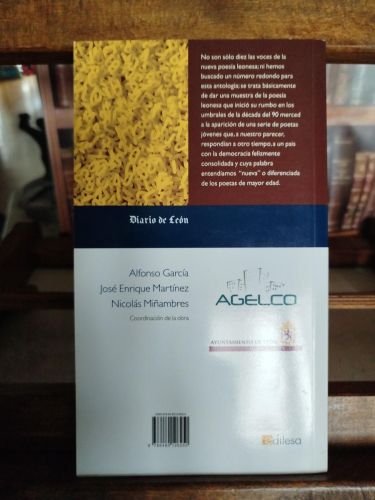 No son sólo diez las voces de la
nueva poesía leonesa; ni hemos
buscado un número redondo para
esta antología; se trata básicamente
de dar una muestra de la poesía
leonesa que inició su rumbo en los
umbrales de la década del 90 merced
a la aparición de una serie de poetas
jóvenes que, a nuestro parecer,
respondían a otro tiempo, a un país
con la democracia felizmente
consolidada y cuya palabra
entendíamos “nueva” o diferenciada
de los poetas de mayor edad.
Diario de León
Alfonso García
José Enrique Martínez
Nicolás Miñambres
Coordinación de la obra
AGELCO
AYUNTAMIENTO DE LEÓN
Edilesa